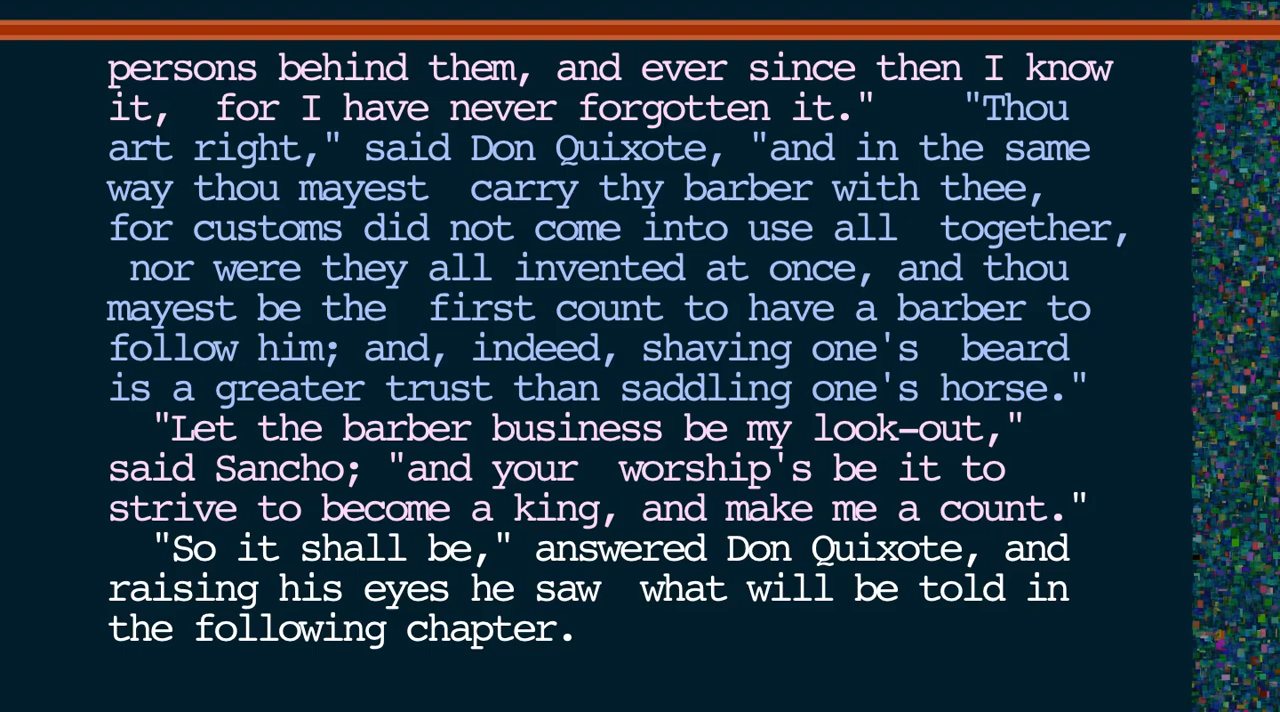 persons behind them, and ever since then I know
it,  for I have never forgotten it."    "Thou
art right," said Don Quixote, "and in the same
way thou mayest  carry thy barber with thee,
for customs did not come into use all  together,
 nor were they all invented at once, and thou
mayest be the  first count to have a barber to
follow him; and, indeed, shaving one's  beard
is a greater trust than saddling one's horse."
  "Let the barber business be my look-out,"
said Sancho; "and your  worship's be it to
strive to become a king, and make me a count."
  "So it shall be," answered Don Quixote, and
raising his eyes he saw  what will be told in
the following chapter.